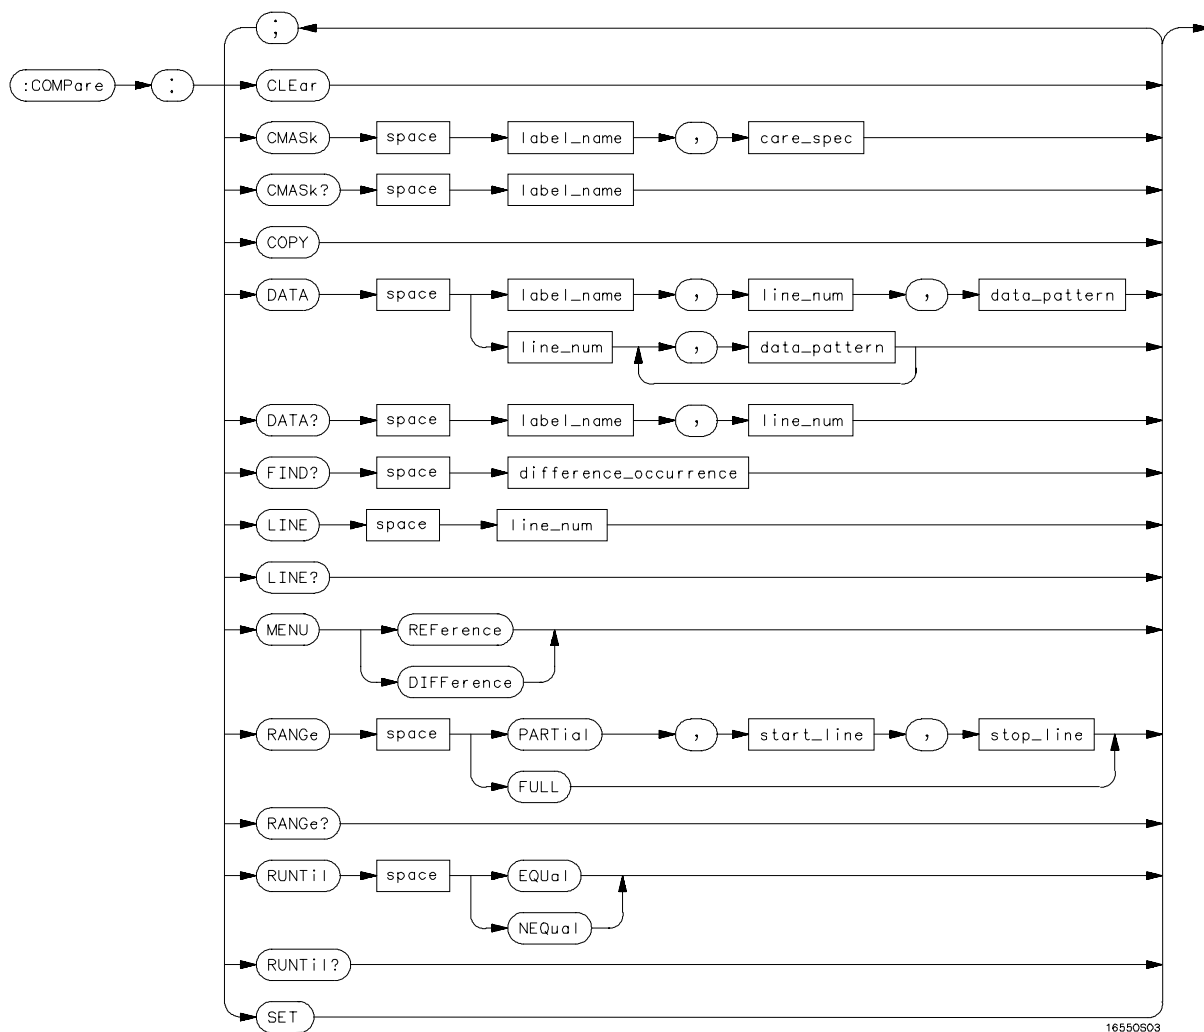 ;
:COMPare : CLEar
CMASk space label_name , care_spec
CMASk? space label_name
COPY
DATA space label_name , line_num , data_pattern
line_num , data_pattern
DATA? space label_name , line_num
FIND? space difference_occurrence
LINE space line_num
LINE?
MENU REFerence
DIFFerence
RANGe space PARTial , start_line , stop_line
FULL
RANGe?
RUNTil space EQUal
NEQual
RUNTil?
SET
16550S03